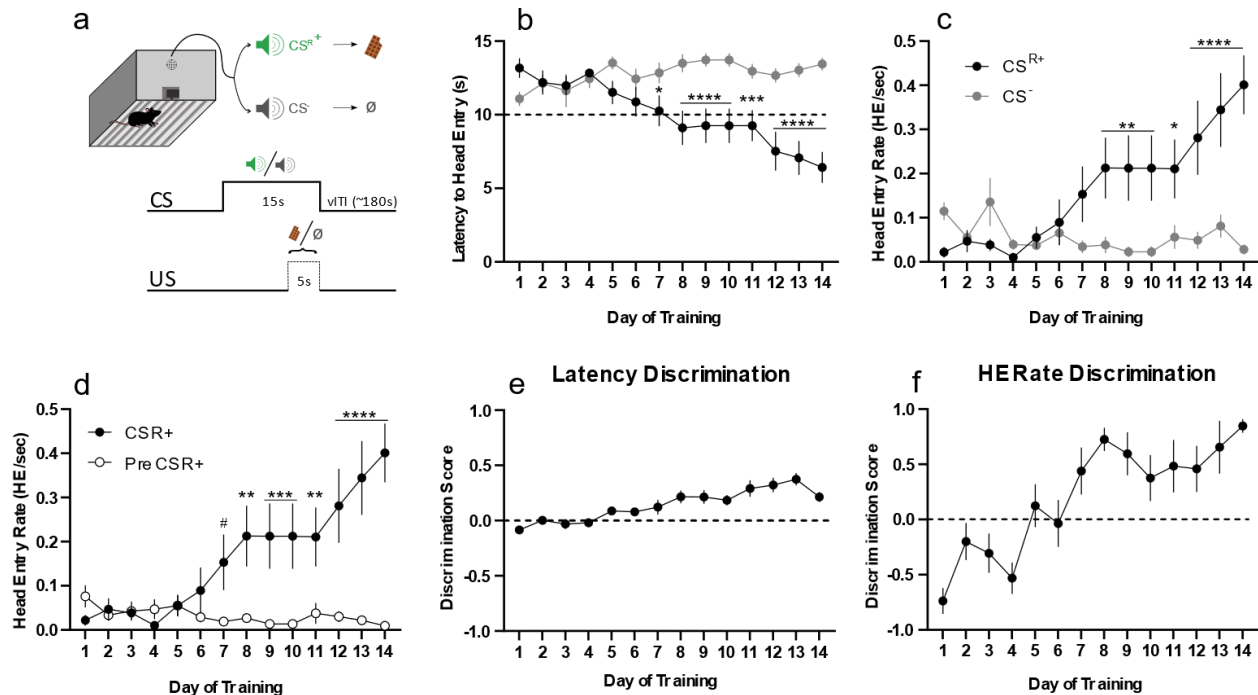 a
CSᴿ+
CS-
Ø
CS
15s
vITI (~180s)
Ø
US
5s
b
Latency to Head Entry (s)
15
10
5
0
*
****
***
****
1 2 3 4 5 6 7 8 9 10 11 12 13 14
Day of Training
c
Head Entry Rate (HE/sec)
0.5
0.4
0.3
0.2
0.1
0.0
CSR+
CS-
**
*
****
1 2 3 4 5 6 7 8 9 10 11 12 13 14
Day of Training
d
Head Entry Rate (HE/sec)
0.5
0.4
0.3
0.2
0.1
0.0
CSR+
Pre CSR+
#
**
***
**
****
1 2 3 4 5 6 7 8 9 10 11 12 13 14
Day of Training
e
Latency Discrimination
Discrimination Score
1.0
0.5
0.0
-0.5
-1.0
1 2 3 4 5 6 7 8 9 10 11 12 13 14
Day of Training
f
HE Rate Discrimination
Discrimination Score
1.0
0.5
0.0
-0.5
-1.0
1 2 3 4 5 6 7 8 9 10 11 12 13 14
Day of Training